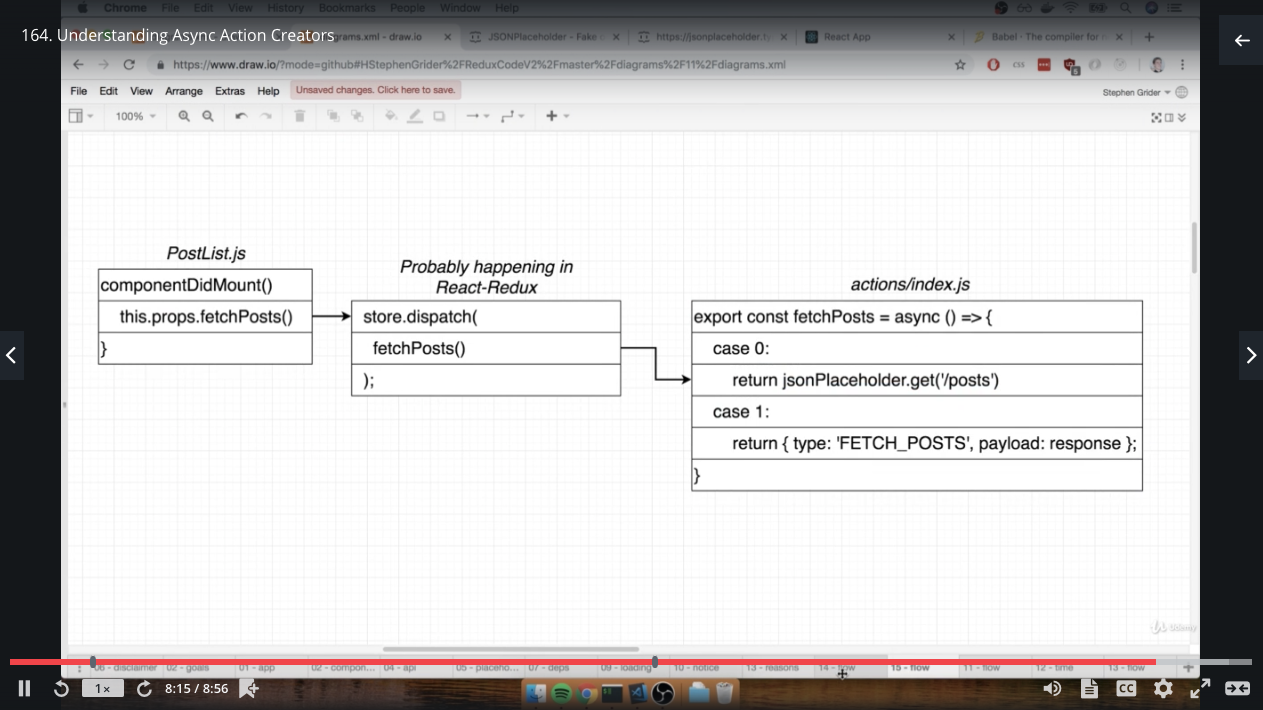 Chrome File Edit View History Bookmarks People Window Help
164. Understanding Async Action Creators
grams.xml - draw.io
JSONPlaceholder - Fake
https://jsonplaceholder.ty
React App
Babel - The compiler for
https://www.draw.io/?mode=github#HStephenGrider%2FReduxCodeV2%2Fmaster%2Fdiagrams%2F11%2Fdiagrams.xml
File Edit View Arrange Extras Help Unsaved changes. Click here to save.
Stephen Grider
100%
PostList.js
componentDidMount()
this.props.fetchPosts()
}
Probably happening in
React-Redux
store.dispatch(
fetchPosts()
);
actions/index.js
export const fetchPosts = async () => {
case 0:
return jsonPlaceholder.get('/posts')
case 1:
return { type: 'FETCH_POSTS', payload: response };
}
Udemy
06 - disclaimer 02 - goals 01 - app 02 - compon... 04 - api 05 - placeho... 07 - deps 09 - loading 10 - notice 13 - reasons 14 - flow 15 - flow 11 - flow 12 - time 13 - flow
1x 8:15 / 8:56
CC